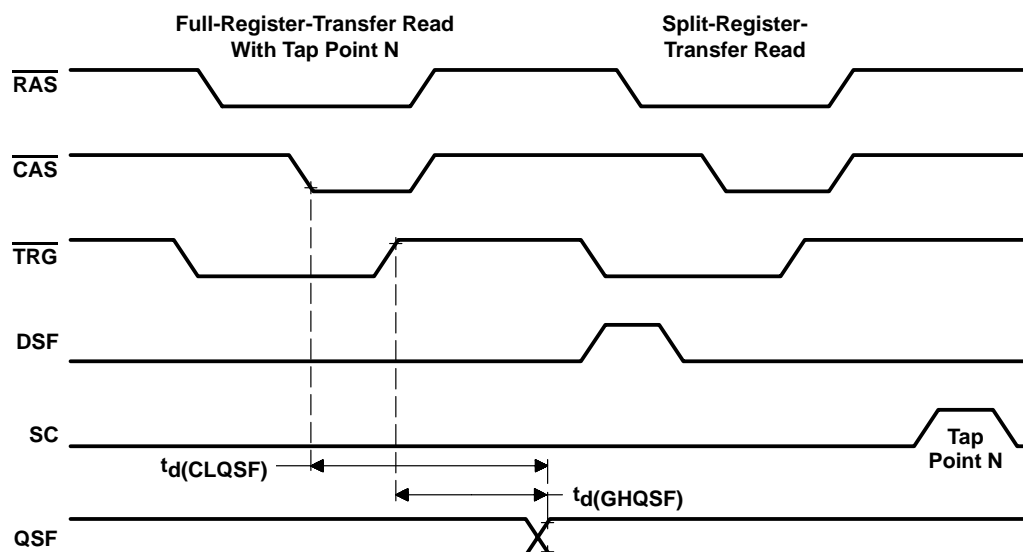 Full-Register-Transfer Read
With Tap Point N
Split-Register-
Transfer Read
RAS
CAS
TRG
DSF
SC
Tap
Point N
td(CLQSF)
td(GHQSF)
QSF